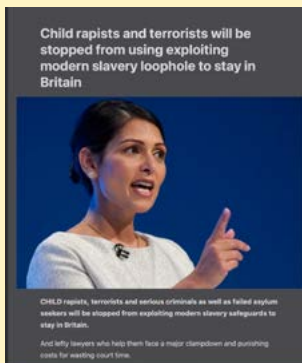 Child rapists and terrorists will be
stopped from using exploiting
modern slavery loophole to stay in
Britain
CHILD rapists, terrorists and serious criminals as well as failed asylum
seekers will be stopped from exploiting modern slavery safeguards to
stay in Britain.
And lefty lawyers who help them face a major clampdown and punishing
costs for wasting court time.